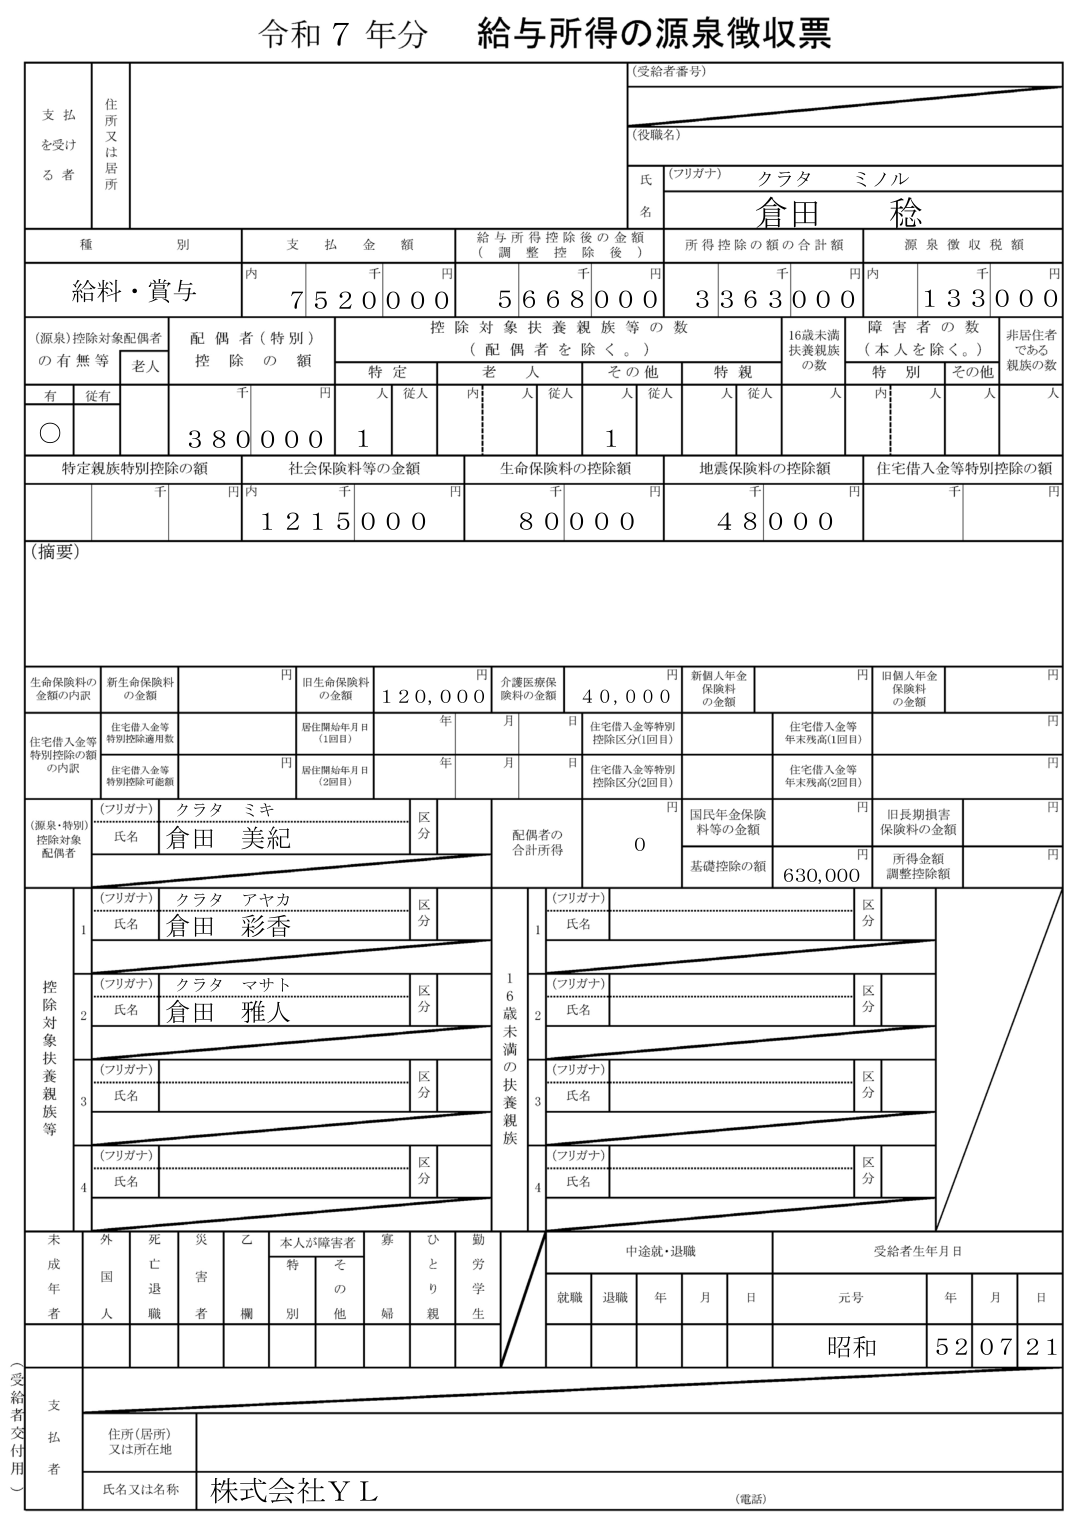 令和 7 年分 給与所得の源泉徴収票
支払を受ける者
住所又は居所
(受給者番号)
(役職名)
氏名
(フリガナ) クラタ ミノル
倉田 稔
種別 支払金額 給与所得控除後の金額(調整控除後) 所得控除の額の合計額 源泉徴収税額
内 千 円 千 円 千 円 内 千 円
給料・賞与 7520000 5668000 3363000 133000
(源泉)控除対象配偶者の有無等 老人
配偶者(特別)控除の額
控除対象扶養親族等の数(配偶者を除く。)
16歳未満扶養親族の数
障害者の数(本人を除く。)
非居住者である親族の数
特定 老人 その他 特親 特別 その他
有 従有 千 円 人 従人 内 人 従人 人 従人 人 従人 人 内 人 人 人
○ 380000 1 1
特定親族特別控除の額 社会保険料等の金額 生命保険料の控除額 地震保険料の控除額 住宅借入金等特別控除の額
千 円 内 千 円 千 円 千 円 千 円
1215000 80000 48000
(摘要)
生命保険料の金額の内訳 新生命保険料の金額 円 旧生命保険料の金額 120,000 円 介護医療保険料の金額 40,000 円 新個人年金保険料の金額 円 旧個人年金保険料の金額 円
住宅借入金等特別控除の額の内訳
住宅借入金等特別控除適用数 居住開始年月日(1回目) 年 月 日 住宅借入金等特別控除区分(1回目) 住宅借入金等年末残高(1回目) 円
住宅借入金等特別控除可能額 円 居住開始年月日(2回目) 年 月 日 住宅借入金等特別控除区分(2回目) 住宅借入金等年末残高(2回目) 円
(源泉・特別)控除対象配偶者
(フリガナ) クラタ ミキ
氏名 倉田 美紀
区分
配偶者の合計所得 0 円
国民年金保険料等の金額 円 旧長期損害保険料の金額 円
基礎控除の額 630,000 円 所得金額調整控除額 円
控除対象扶養親族等
1 (フリガナ) クラタ アヤカ
氏名 倉田 彩香
区分
2 (フリガナ) クラタ マサト
氏名 倉田 雅人
区分
3 (フリガナ)
氏名
区分
4 (フリガナ)
氏名
区分
16歳未満の扶養親族
1 (フリガナ)
氏名
区分
2 (フリガナ)
氏名
区分
3 (フリガナ)
氏名
区分
4 (フリガナ)
氏名
区分
未成年者 外国人 死亡退職 災害者 乙欄 本人が障害者 特別 その他 寡婦 ひとり親 勤労学生
中途就・退職 受給者生年月日
就職 退職 年 月 日 元号 年 月 日
昭和 52 07 21
(受給者交付用)
支払者
住所(居所)又は所在地
氏名又は名称 株式会社ＹＬ
(電話)